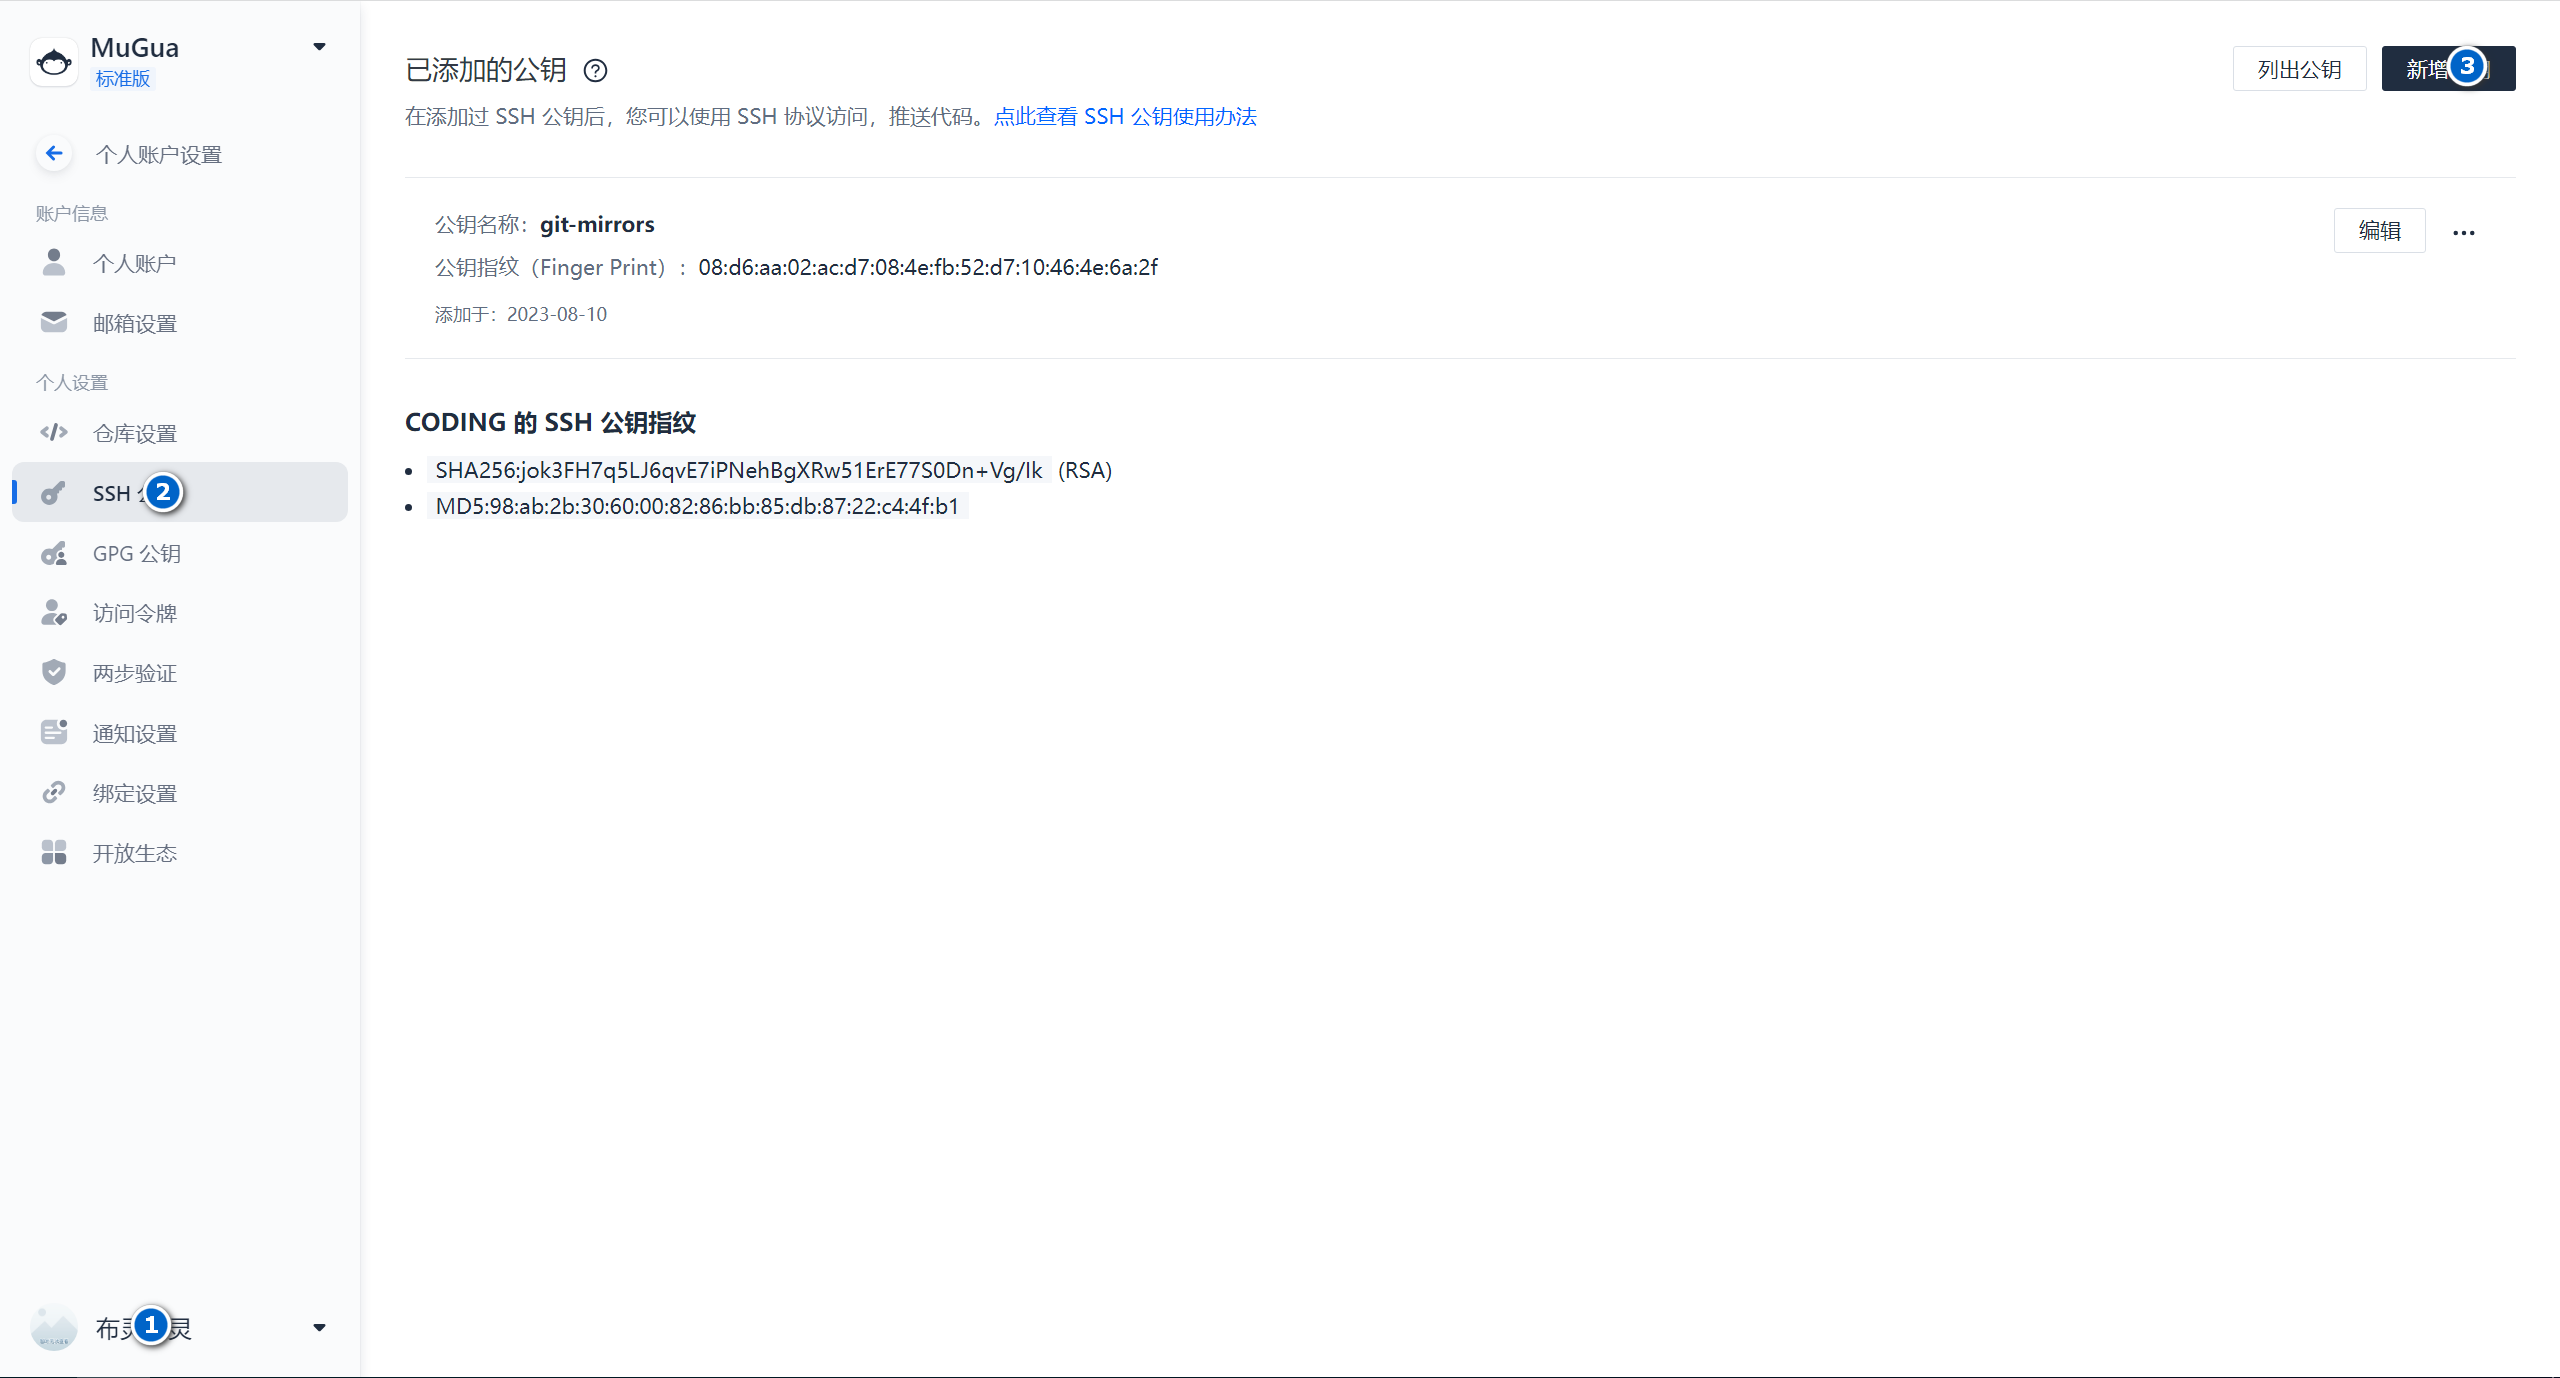 MuGua
标准版
个人账户设置
账户信息
个人账户
邮箱设置
个人设置
仓库设置
SSH
2
GPG 公钥
访问令牌
两步验证
通知设置
绑定设置
开放生态
布灵
1
灵
已添加的公钥
列出公钥
新增
3
在添加过 SSH 公钥后，您可以使用 SSH 协议访问，推送代码。点此查看 SSH 公钥使用办法
公钥名称：git-mirrors
编辑
公钥指纹（Finger Print）: 08:d6:aa:02:ac:d7:08:4e:fb:52:d7:10:46:4e:6a:2f
添加于：2023-08-10
CODING 的 SSH 公钥指纹
SHA256:jok3FH7q5LJ6qvE7iPNehBgXRw51ErE77S0Dn+Vg/Ik (RSA)
MD5:98:ab:2b:30:60:00:82:86:bb:85:db:87:22:c4:4f:b1